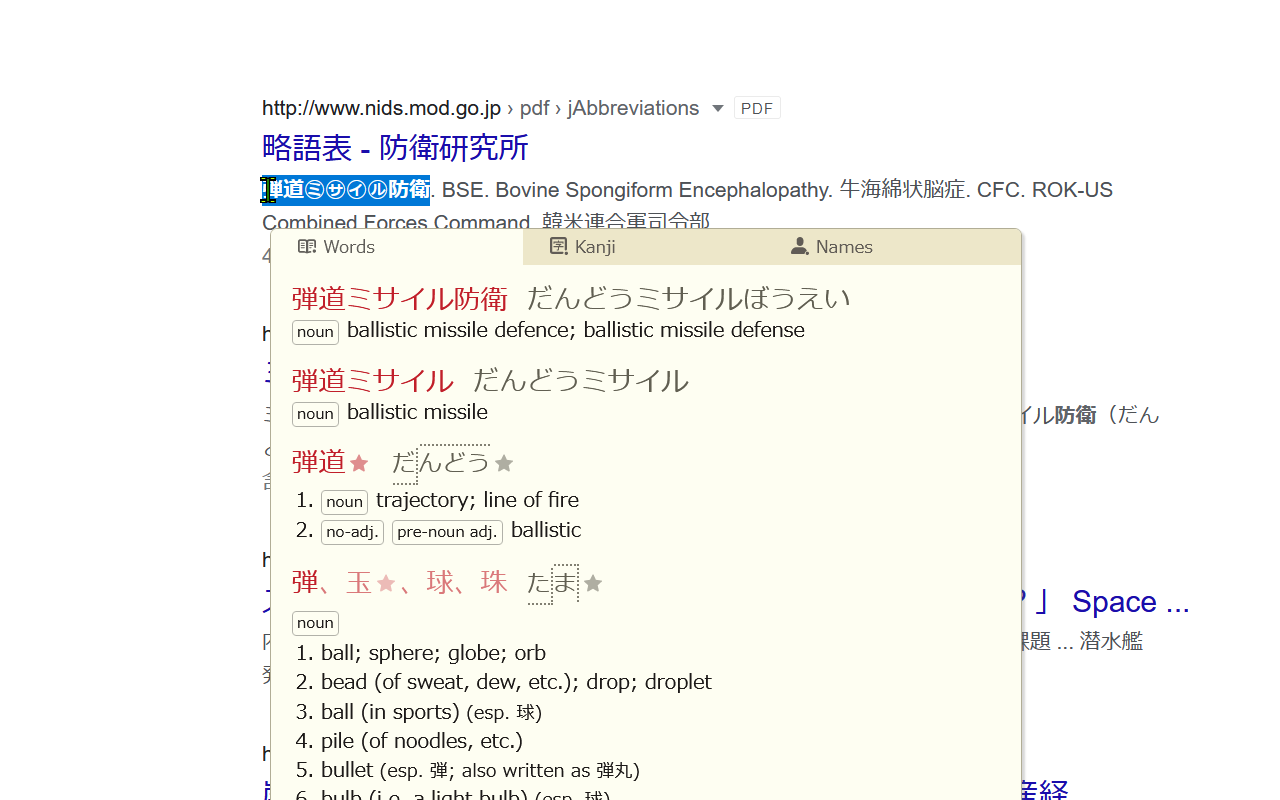 http://www.nids.mod.go.jp › pdf › jAbbreviations PDF
略語表 - 防衛研究所
弾道㋯㋚㋑㋸防衛. BSE. Bovine Spongiform Encephalopathy. 牛海綿状脳症. CFC. ROK-US
Combined Forces Command. 韓米連合軍司令部
Words Kanji Names
弾道ミサイル防衛 だんどうミサイルぼうえい
noun ballistic missile defence; ballistic missile defense
弾道ミサイル だんどうミサイル
noun ballistic missile
イル防衛（だん
弾道★ だんどう★
1. noun trajectory; line of fire
2. no-adj. pre-noun adj. ballistic
弾、玉★、球、珠 たま★
？」 Space ...
noun
課題 ... 潜水艦
1. ball; sphere; globe; orb
2. bead (of sweat, dew, etc.); drop; droplet
3. ball (in sports) (esp. 球)
4. pile (of noodles, etc.)
5. bullet (esp. 弾; also written as 弾丸)
6. bulb (i.e. a light bulb) (esp. 球)
産経